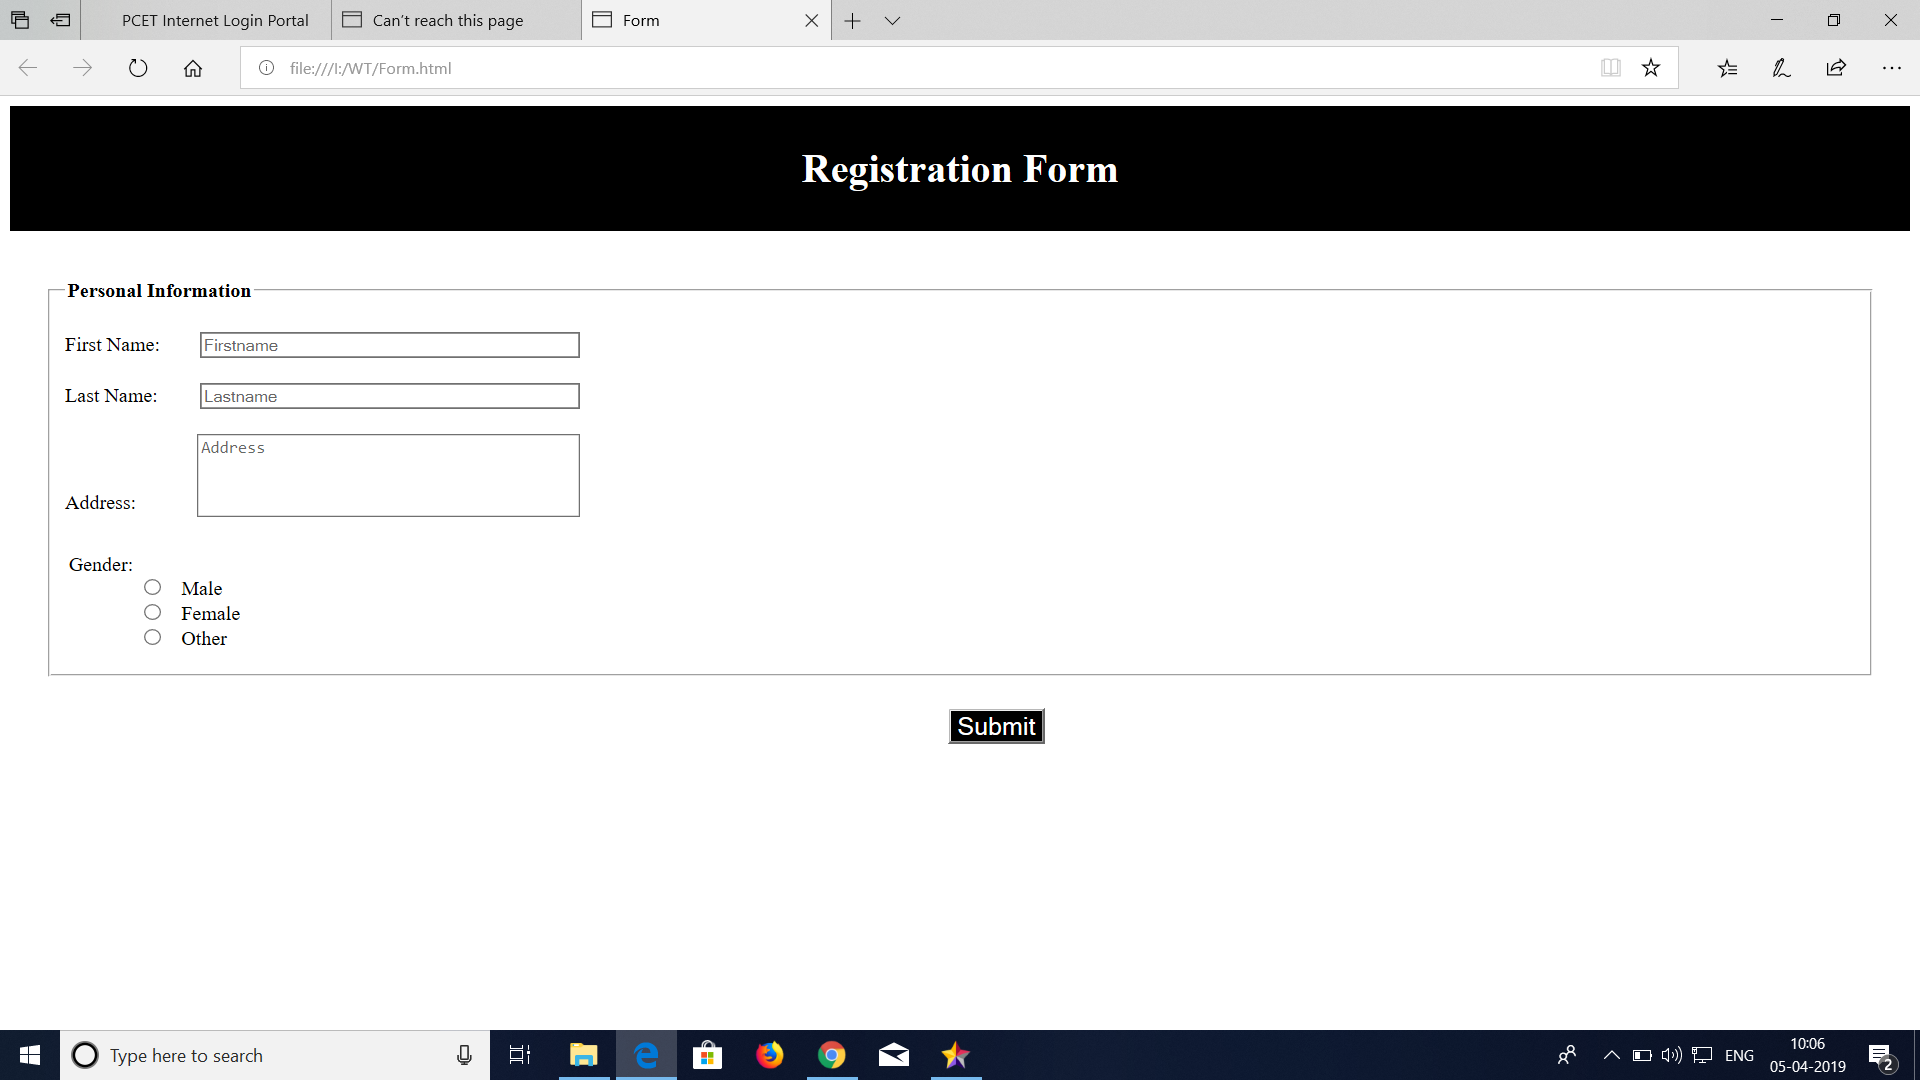 PCET Internet Login Portal
Can't reach this page
Form
file:///I:/WT/Form.html
Registration Form
Personal Information
First Name:
Firstname
Last Name:
Lastname
Address
Address:
Gender:
Male
Female
Other
Submit
Type here to search
ENG
10:06
05-04-2019
2